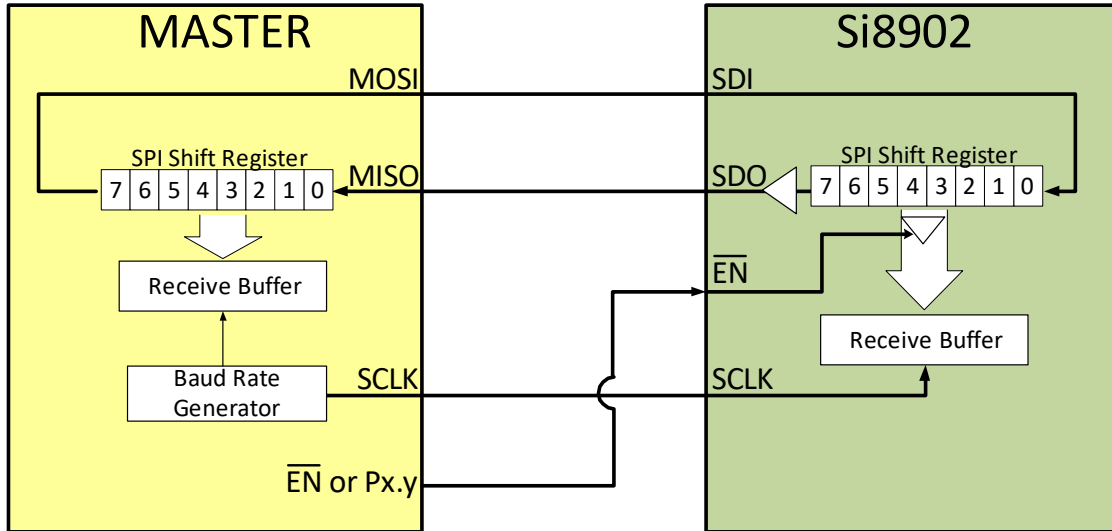 MASTER
MOSI
SPI Shift Register
7 6 5 4 3 2 1 0
MISO
Receive Buffer
Baud Rate
Generator
SCLK
EN or Px.y
Si8902
SDI
SPI Shift Register
SDO
7 6 5 4 3 2 1 0
EN
Receive Buffer
SCLK